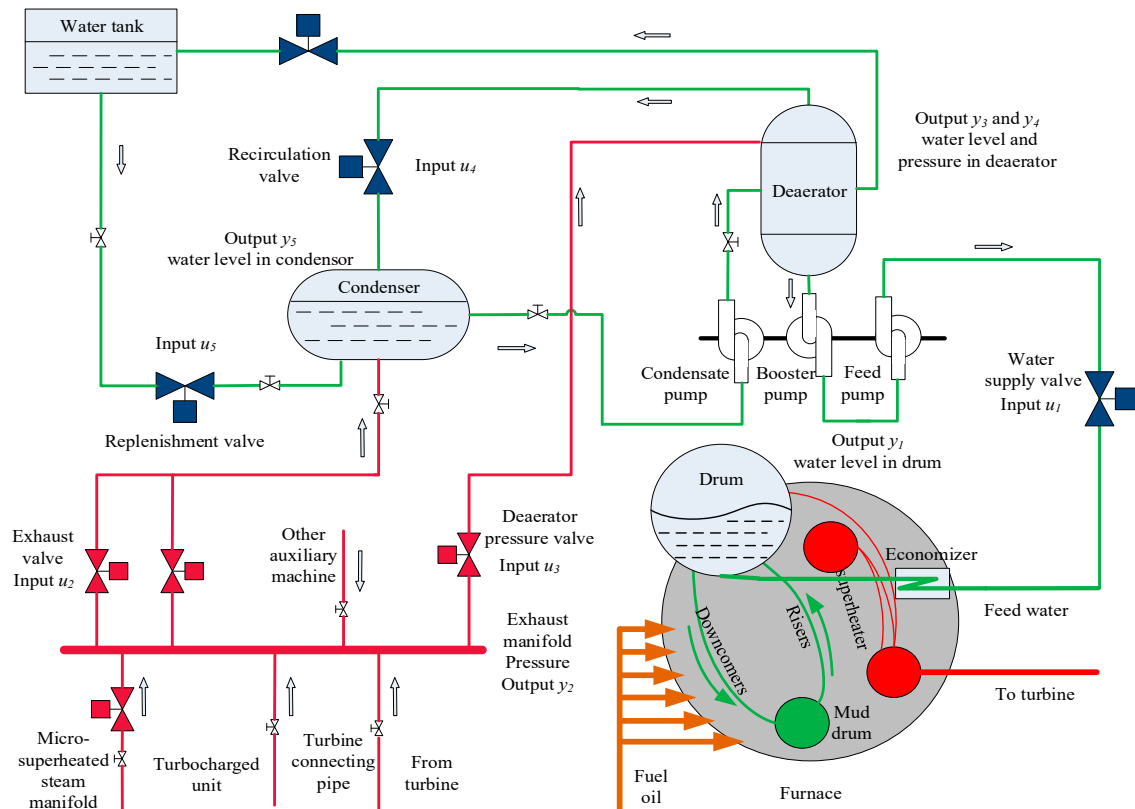 Water tank
Recirculation
valve
Input u4
Output y3 and y4
water level and
pressure in deaerator
Deaerator
Output y5
water level in condensor
Condenser
Input u5
Replenishment valve
Condensate
pump
Booster
pump
Feed
pump
Water
supply valve
Input u1
Output y1
water level in drum
Drum
Exhaust
valve
Input u2
Other
auxiliary
machine
Deaerator
pressure valve
Input u3
Economizer
Feed water
superheater
Risers
Downcomers
Exhaust
manifold
Pressure
Output y2
To turbine
Mud
drum
Micro-
superheated
steam
manifold
Turbocharged
unit
Turbine
connecting
pipe
From
turbine
Fuel
oil
Furnace